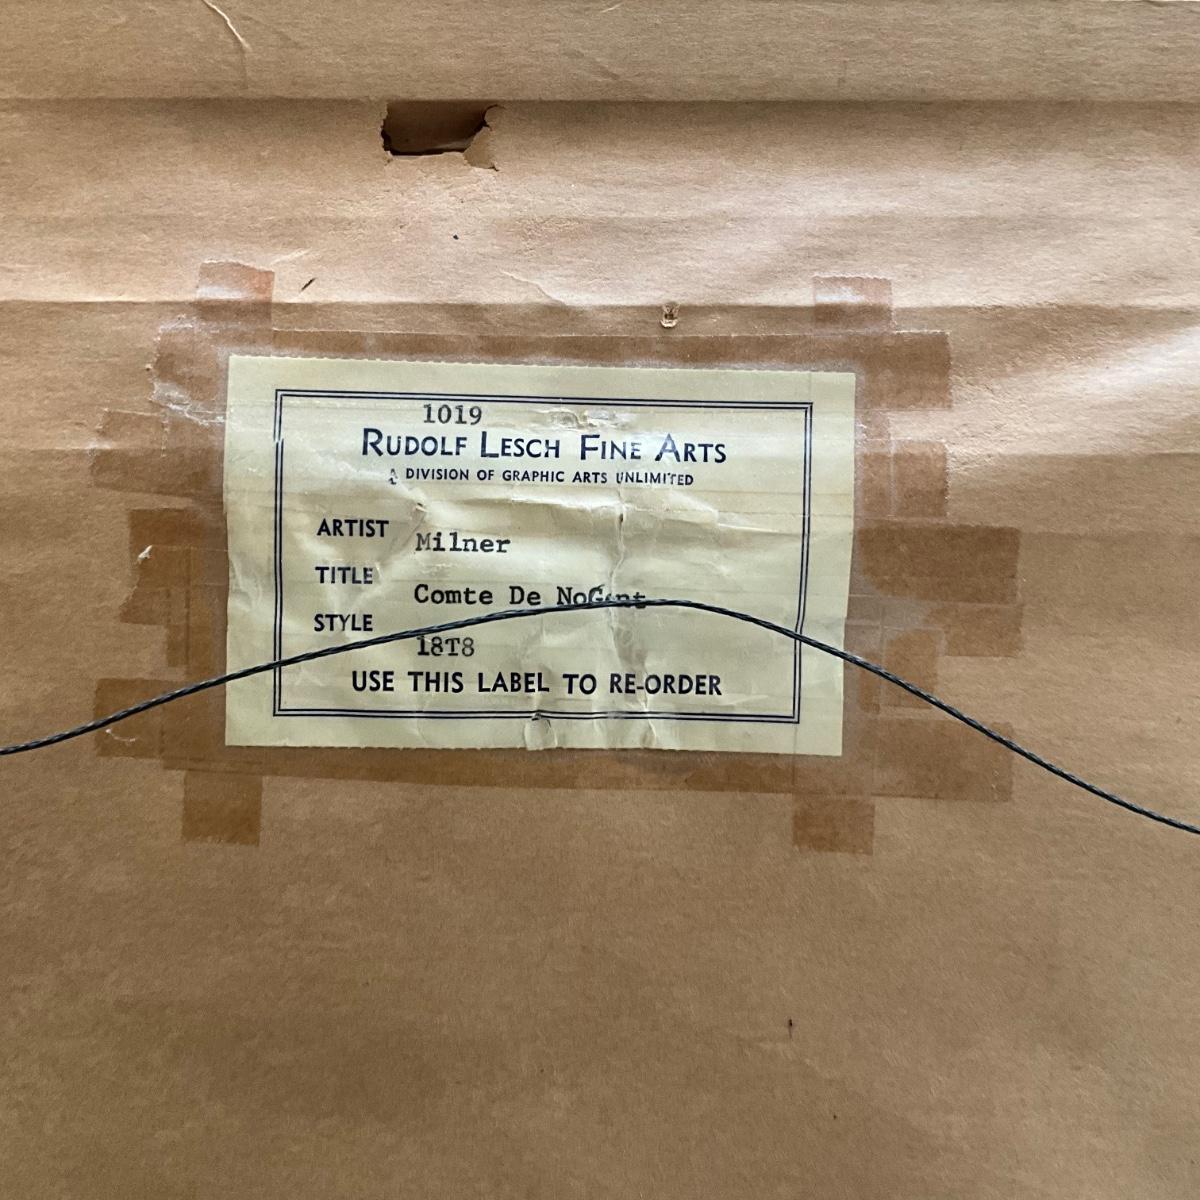 1019
RUDOLF LESCH FINE ARTS
A DIVISION OF GRAPHIC ARTS UNLIMITED
ARTIST Milner
TITLE Comte De NoGent
STYLE 18T8
USE THIS LABEL TO RE-ORDER